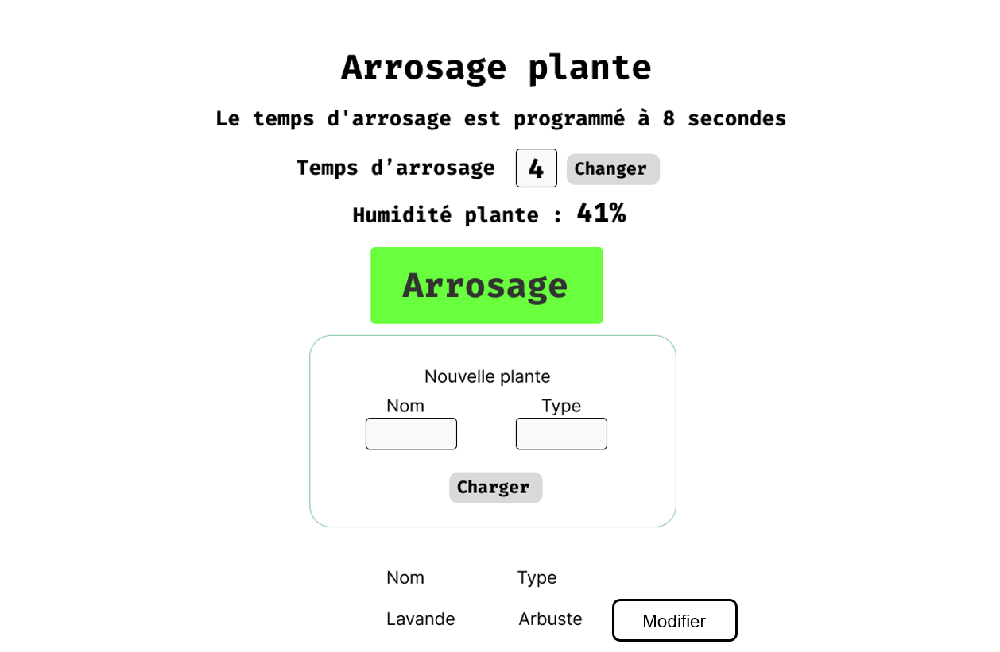 Arrosage plante
Le temps d'arrosage est programmé à 8 secondes
Temps d’arrosage 4 Changer
Humidité plante : 41%
Arrosage
Nouvelle plante
Nom Type
Charger
Nom Type
Lavande Arbuste Modifier